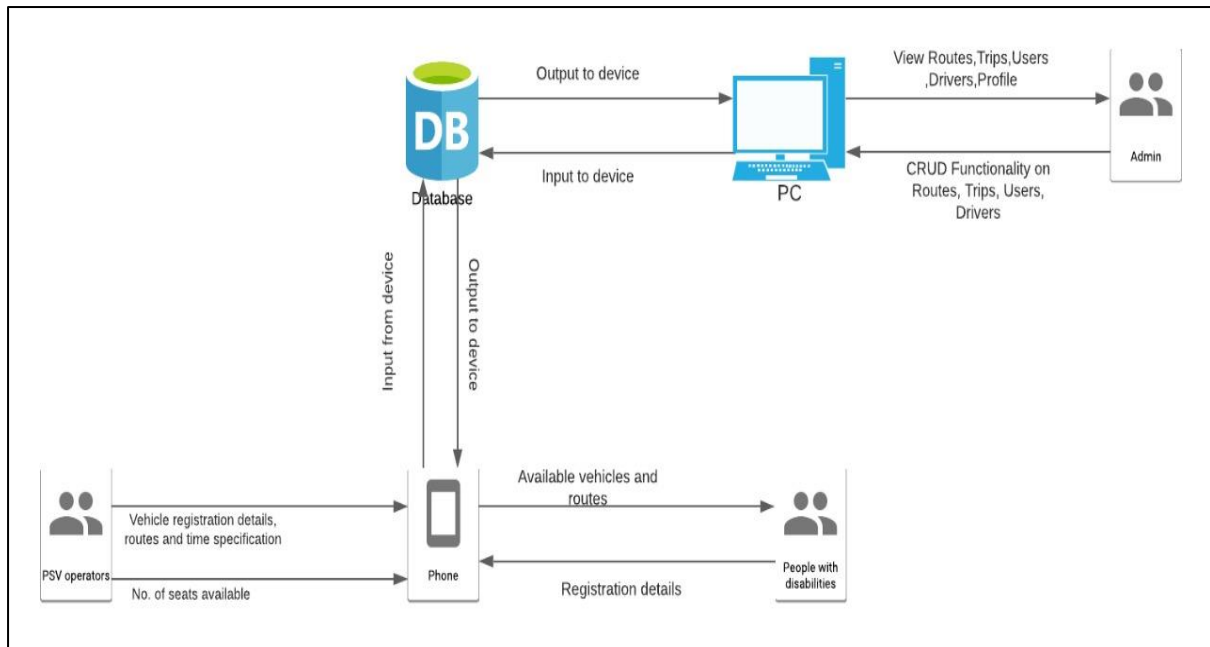 Output to device
View Routes,Trips,Users
,Drivers,Profile
DB
Admin
Input to device
CRUD Functionality on
Routes, Trips, Users,
Drivers
Database
PC
Input from device
Output to device
Available vehicles and
routes
Vehicle registration details,
routes and time specification
PSV operators
Phone
People with
disabilities
No. of seats available
Registration details